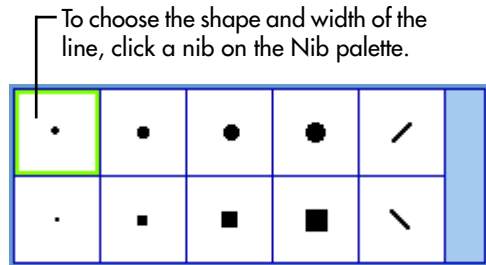 To choose the shape and width of the
line, click a nib on the Nib palette.